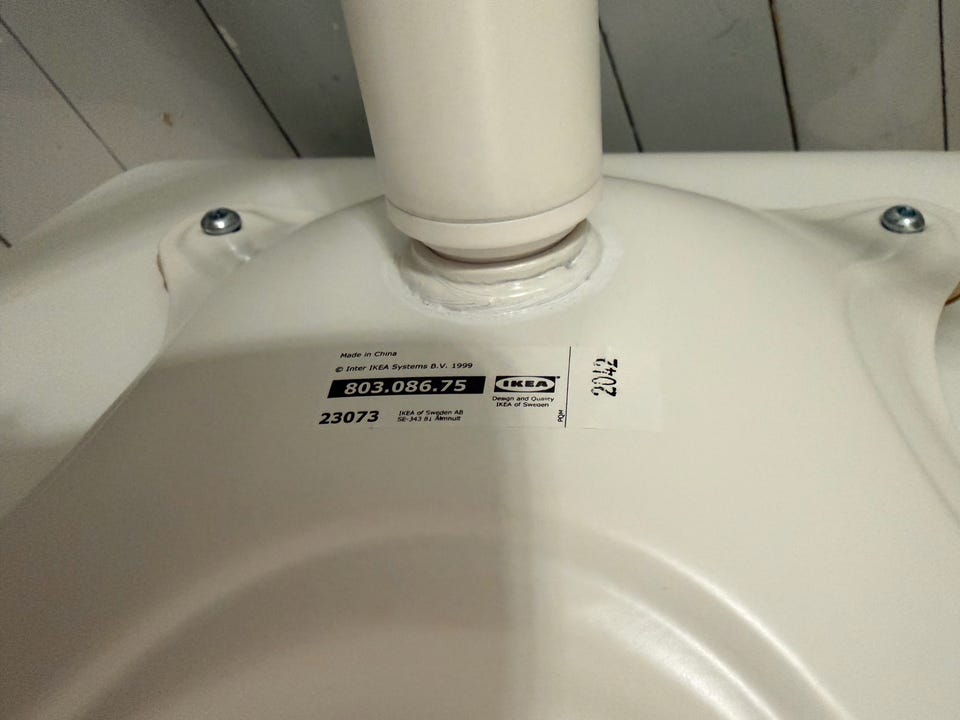 Made in China
© Inter IKEA Systems B.V. 1999
803.086.75
IKEA
Design and Quality
IKEA of Sweden
23073
IKEA of Sweden AB
SE-343 81 Älmhult
PQM
2042